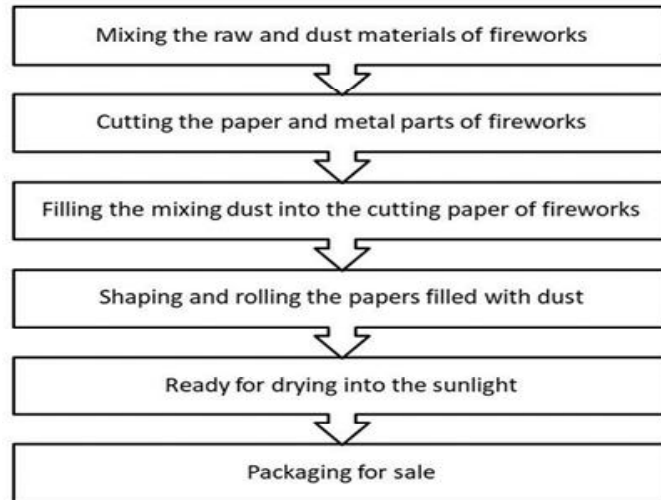 Mixing the raw and dust materials of fireworks
Cutting the paper and metal parts of fireworks
Filling the mixing dust into the cutting paper of fireworks
Shaping and rolling the papers filled with dust
Ready for drying into the sunlight
Packaging for sale